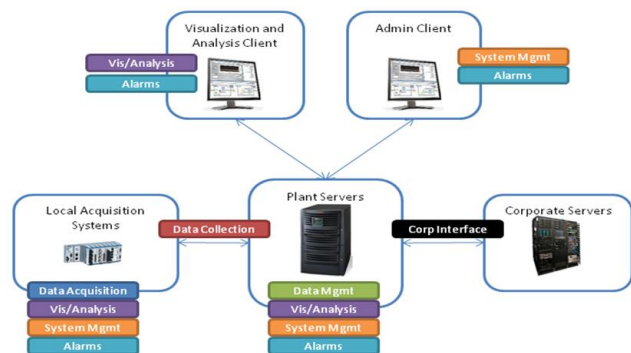 Visualization and
Analysis Client
Admin Client
Vis/Analysis
Alarms
System Mgmt
Alarms
Local Acquisition
Systems
Plant Servers
Corporate Servers
Data Collection
Corp Interface
Data Acquisition
Vis/Analysis
System Mgmt
Alarms
Data Mgmt
Vis/Analysis
System Mgmt
Alarms